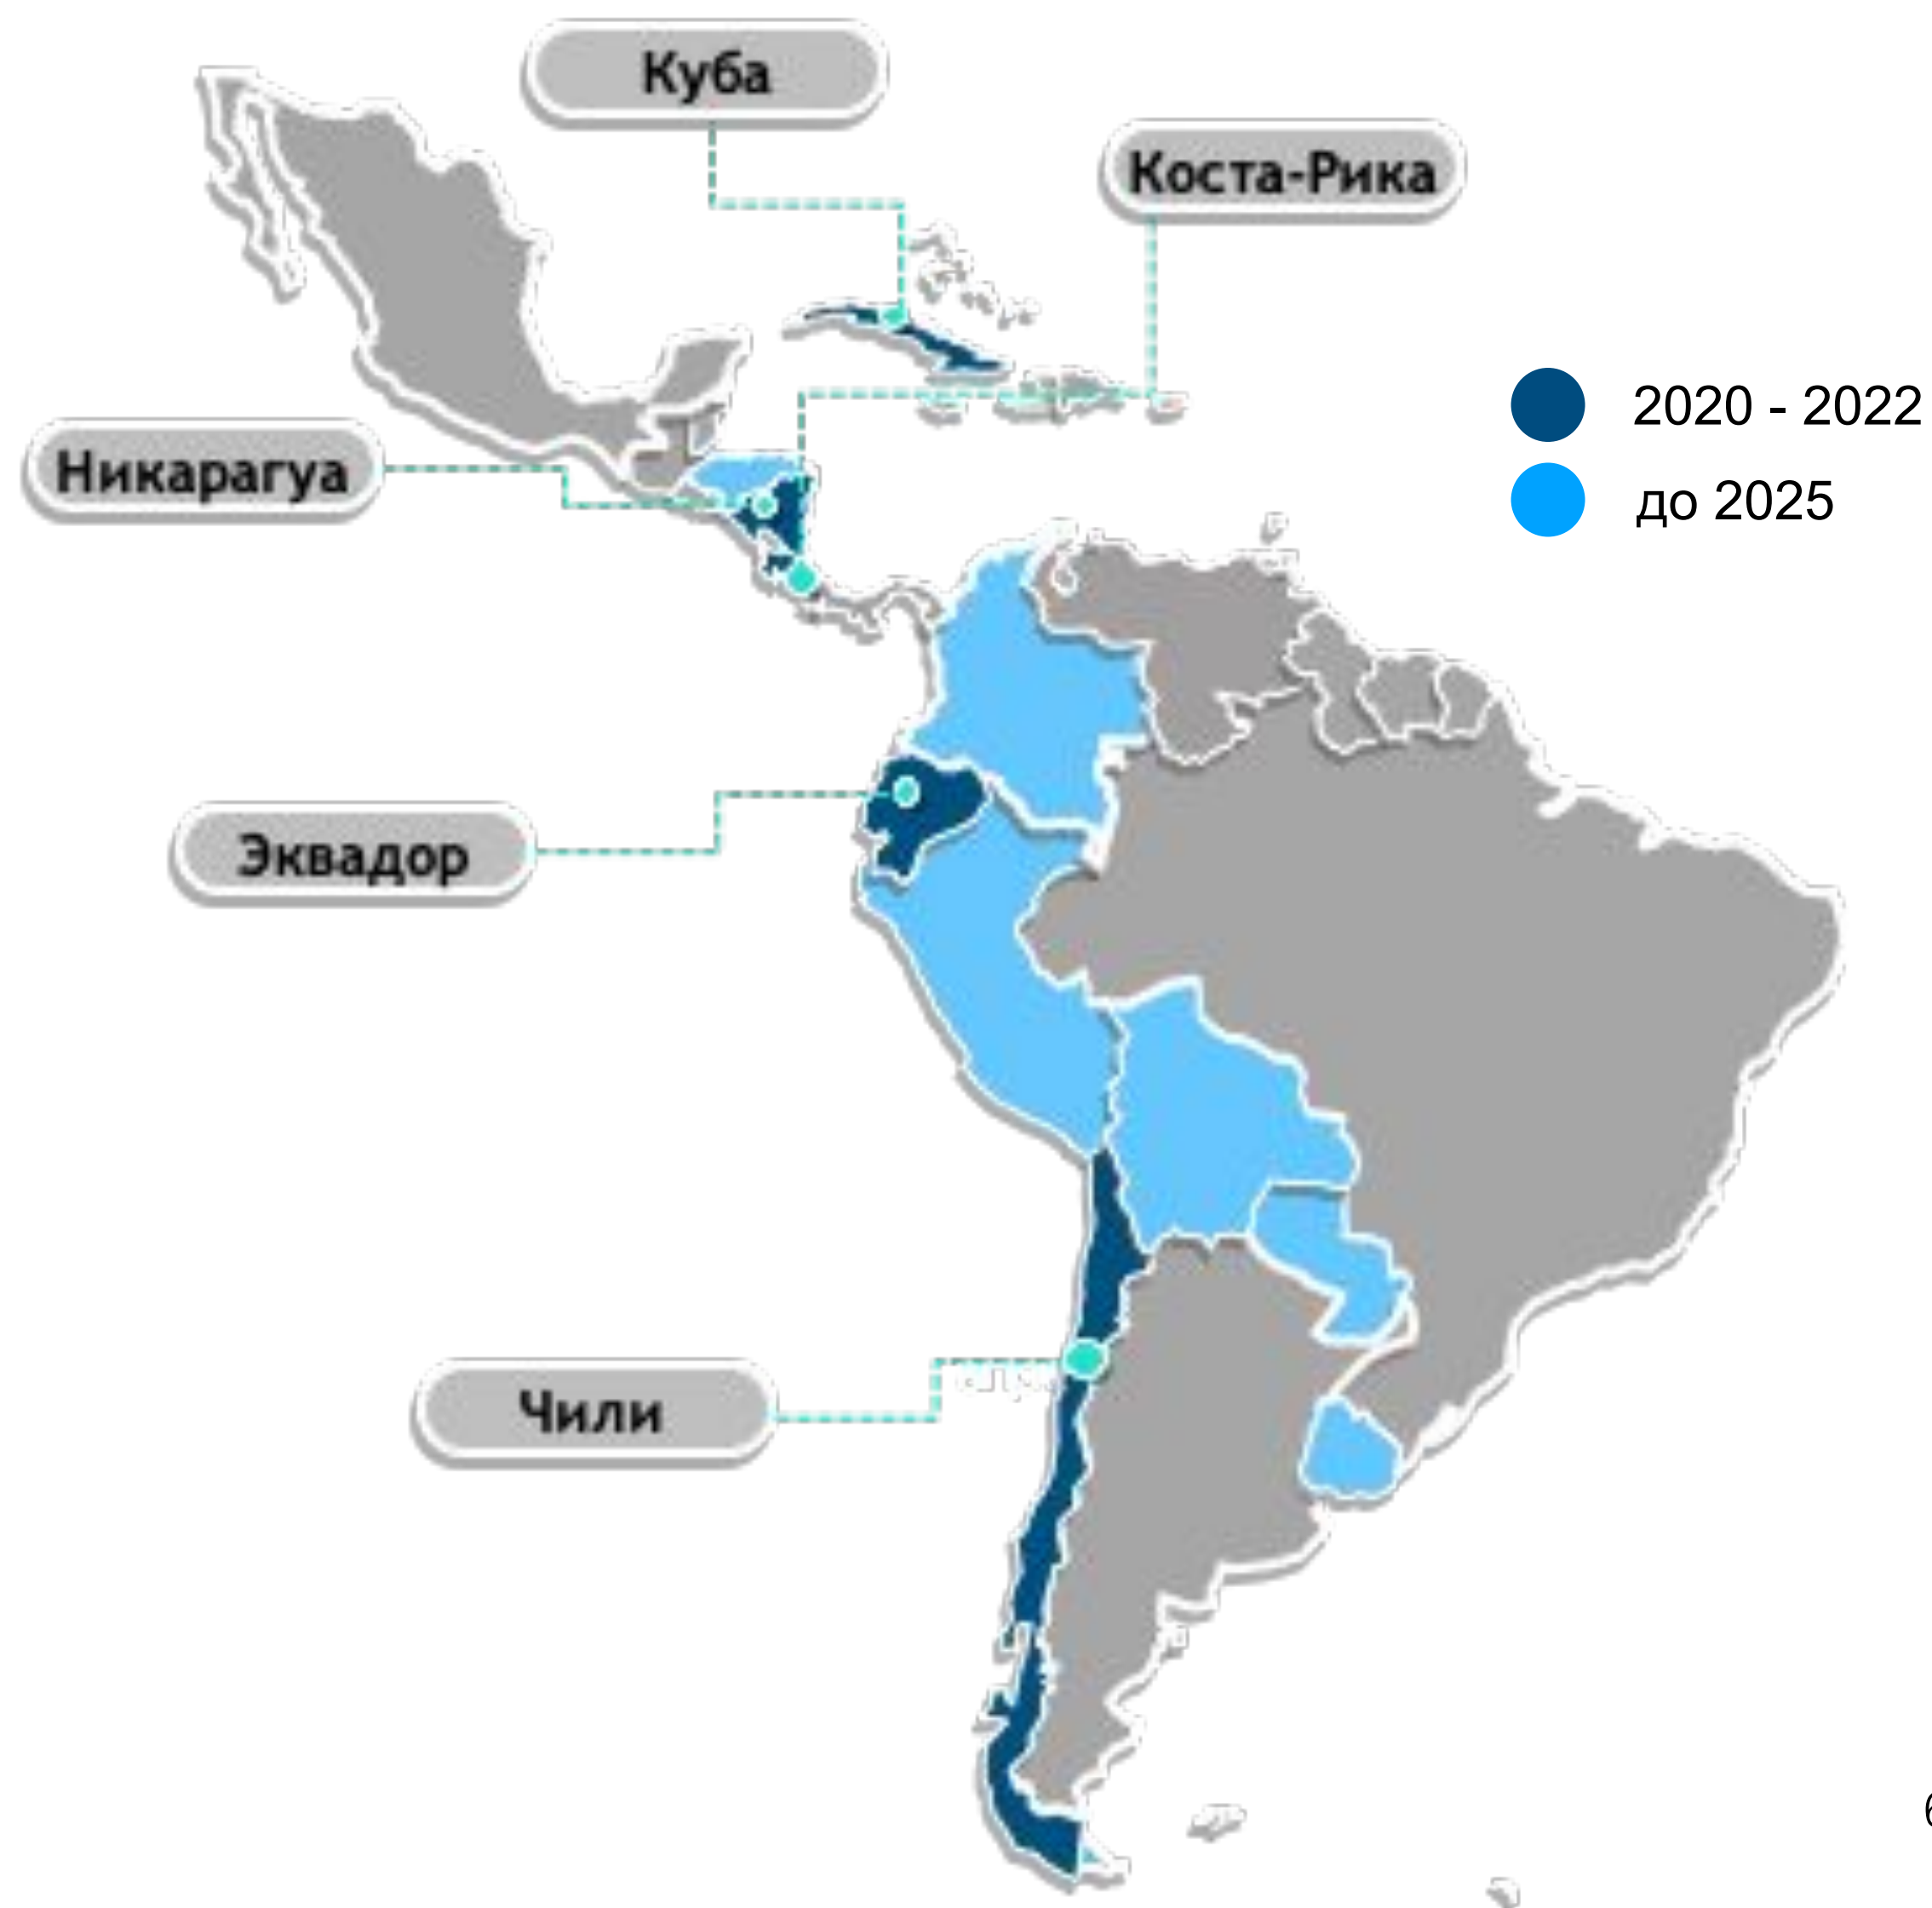 Куба
Коста-Рика
2020 - 2022
Никарагуа
до 2025
Эквадор
Чили